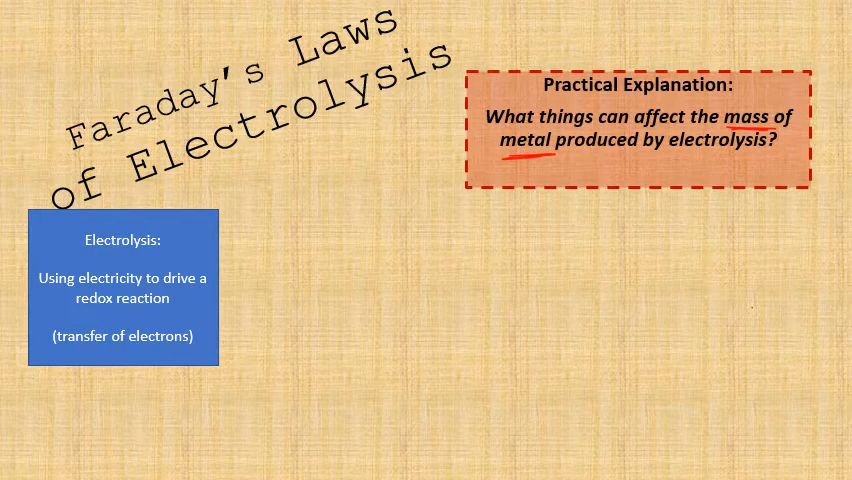 Faraday's Laws
of Electrolysis
Practical Explanation:
What things can affect the mass of
metal produced by electrolysis?
Electrolysis:
Using electricity to drive a
redox reaction
(transfer of electrons)